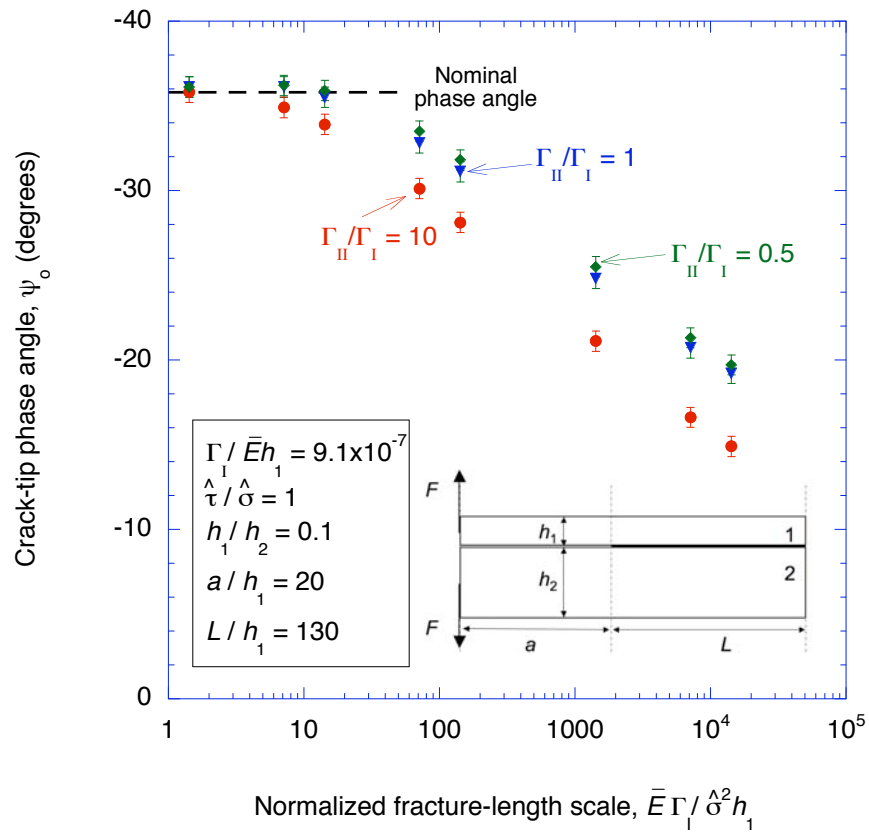 -40
-30
-20
-10
0
1
10
100
1000
10^4
10^5
Crack-tip phase angle, ψ_o (degrees)
Normalized fracture-length scale, Ē Γ_I/ σ̂^2 h_1
Nominal
phase angle
Γ_II/Γ_I = 1
Γ_II/Γ_I = 10
Γ_II/Γ_I = 0.5
Γ_I / Ēh_1 = 9.1x10^-7
τ̂ / σ̂ = 1
h_1/ h_2 = 0.1
a / h_1 = 20
L / h_1 = 130
F
h_1
1
h_2
2
F
a
L